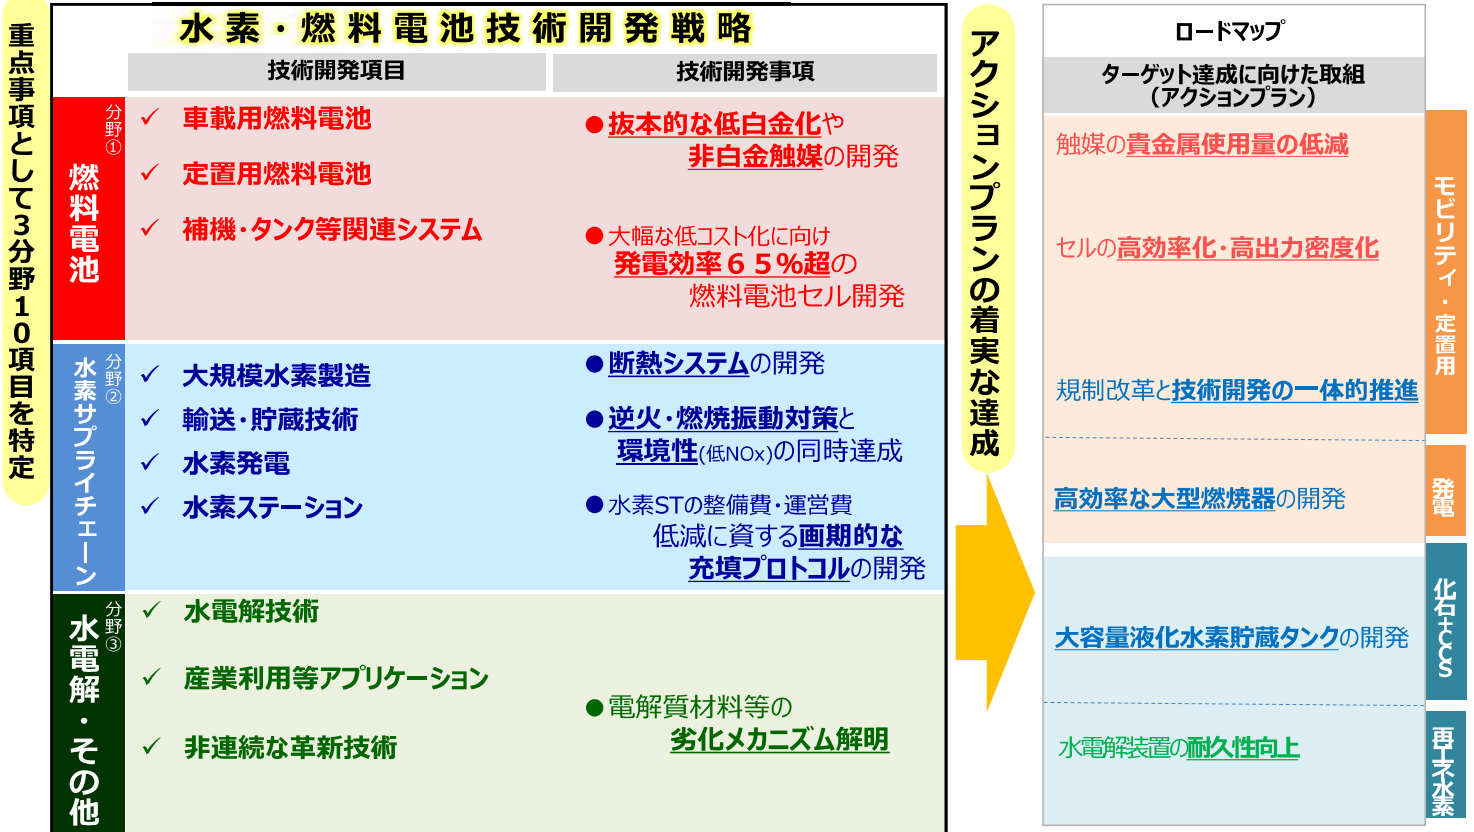 重点事項として3分野10項目を特定
水素・燃料電池技術開発戦略
技術開発項目
技術開発事項
分野①
燃料電池
✓ 車載用燃料電池
✓ 定置用燃料電池
✓ 補機・タンク等関連システム
●抜本的な低白金化や
非白金触媒の開発
●大幅な低コスト化に向け
発電効率65%超の
燃料電池セル開発
分野②
水素サプライチェーン
✓ 大規模水素製造
✓ 輸送・貯蔵技術
✓ 水素発電
✓ 水素ステーション
●断熱システムの開発
●逆火・燃焼振動対策と
環境性(低NOx)の同時達成
●水素STの整備費・運営費
低減に資する画期的な
充填プロトコルの開発
分野③
水電解・その他
✓ 水電解技術
✓ 産業利用等アプリケーション
✓ 非連続な革新技術
●電解質材料等の
劣化メカニズム解明
アクションプランの着実な達成
ロードマップ
ターゲット達成に向けた取組
（アクションプラン）
触媒の貴金属使用量の低減
セルの高効率化・高出力密度化
規制改革と技術開発の一体的推進
高効率な大型燃焼器の開発
大容量液化水素貯蔵タンクの開発
水電解装置の耐久性向上
モビリティ・定置用
発電
化石+CCS
再エネ水素